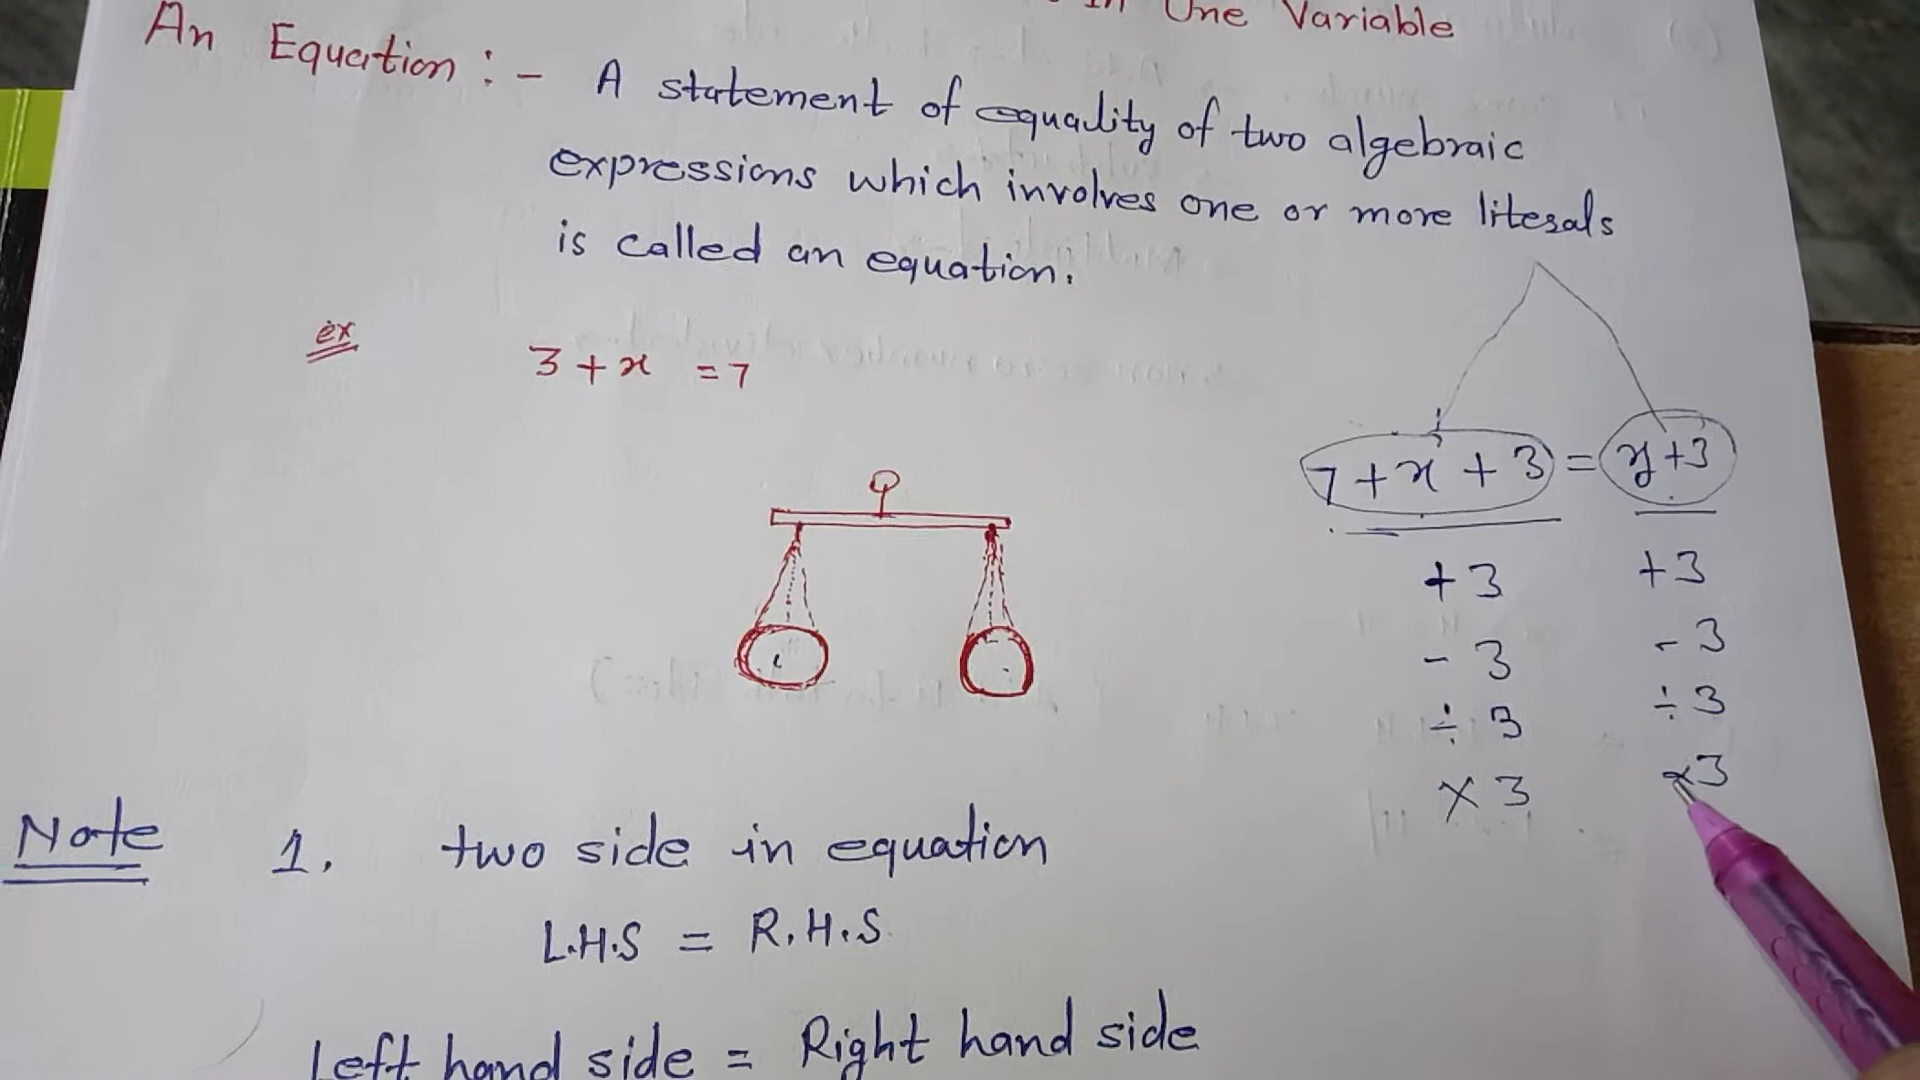 In One Variable
An Equation :- A statement of equality of two algebraic
expressions which involves one or more literals
is called an equation.
ex 3 + x = 7
7 + x + 3 = y + 3
+ 3 + 3
- 3 - 3
÷ 3 ÷ 3
× 3 × 3
Note 1. two side in equation
L.H.S = R.H.S
Left hand side = Right hand side